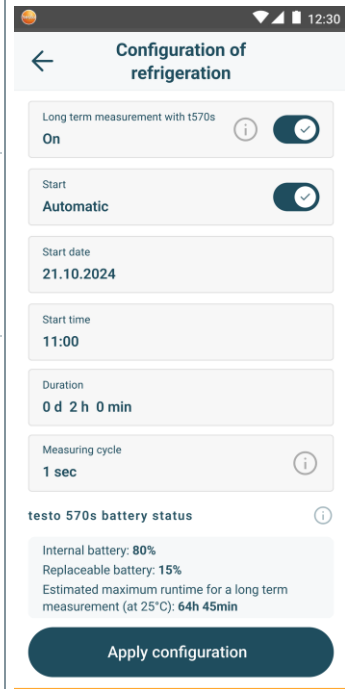 12:30
Configuration of
refrigeration
Long term measurement with t570s
On
Start
Automatic
Start date
21.10.2024
Start time
11:00
Duration
0 d 2 h 0 min
Measuring cycle
1 sec
testo 570s battery status
Internal battery: 80%
Replaceable battery: 15%
Estimated maximum runtime for a long term
measurement (at 25°C): 64h 45min
Apply configuration